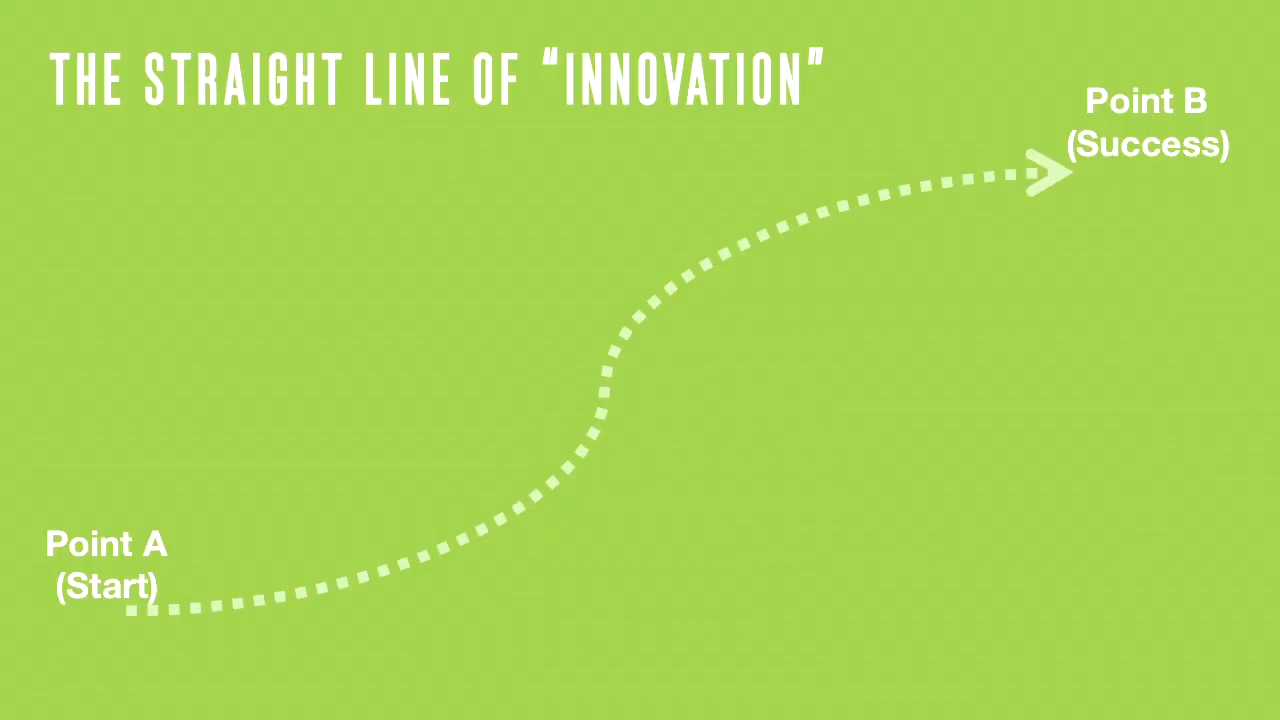 THE STRAIGHT LINE OF "INNOVATION"
Point B
(Success)
Point A
(Start)